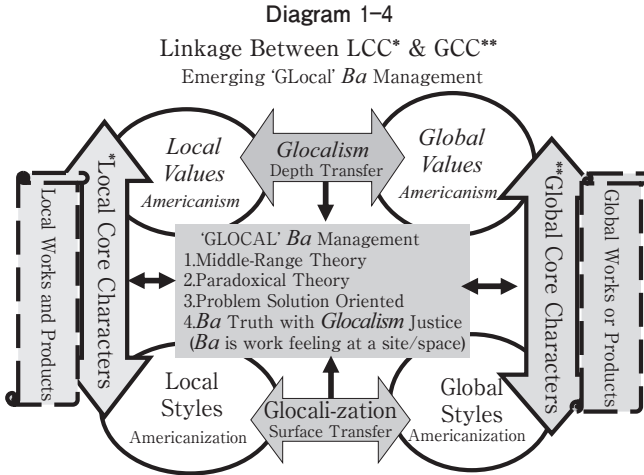 Diagram 1-4
Linkage Between LCC* & GCC**
Emerging ‘GLocal’ Ba Management
Local
Values
Americanism
Glocalism
Depth Transfer
Global
Values
Americanism
Local Works and Products
*Local Core Characters
‘GLOCAL’ Ba Management
1.Middle-Range Theory
2.Paradoxical Theory
3.Problem Solution Oriented
4.Ba Truth with Glocalism Justice
(Ba is work feeling at a site/space)
**Global Core Characters
Global Works or Products
Local
Styles
Americanization
Glocali-zation
Surface Transfer
Global
Styles
Americanization